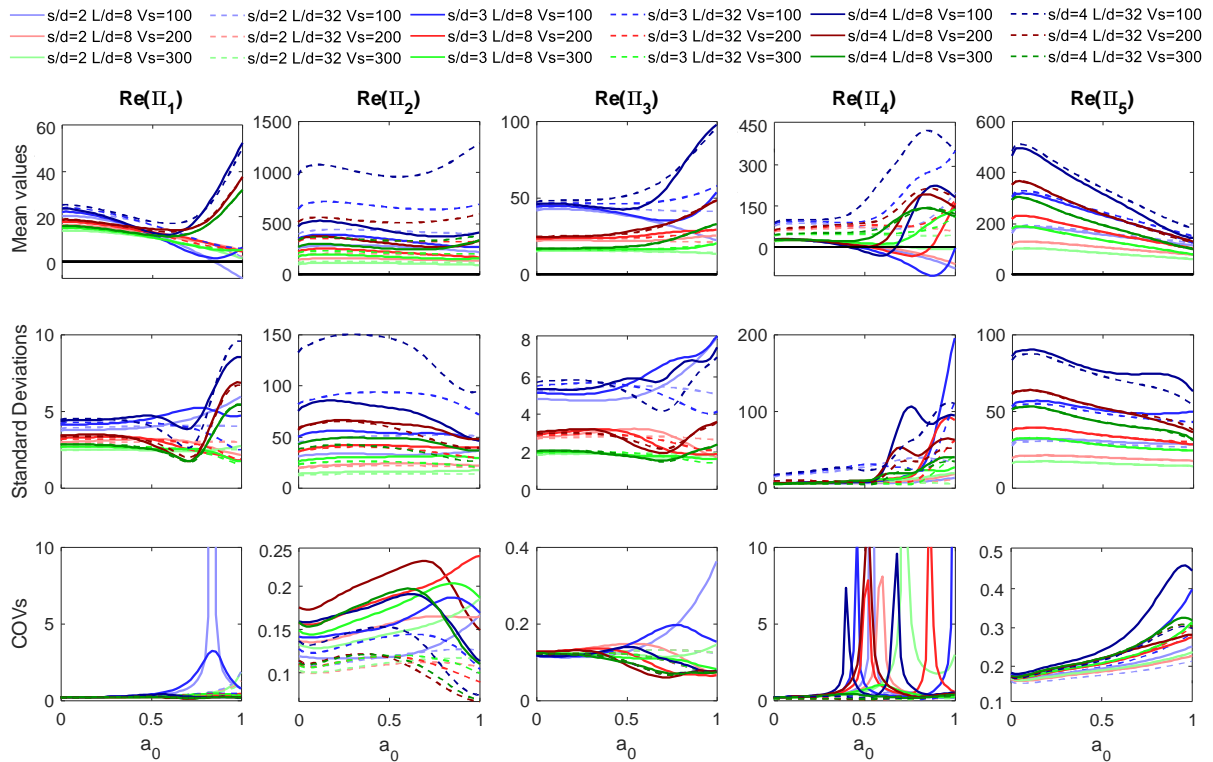 s/d=2 L/d=8 Vs=100 s/d=2 L/d=32 Vs=100 s/d=3 L/d=8 Vs=100 s/d=3 L/d=32 Vs=100 s/d=4 L/d=8 Vs=100 s/d=4 L/d=32 Vs=100
s/d=2 L/d=8 Vs=200 s/d=2 L/d=32 Vs=200 s/d=3 L/d=8 Vs=200 s/d=3 L/d=32 Vs=200 s/d=4 L/d=8 Vs=200 s/d=4 L/d=32 Vs=200
s/d=2 L/d=8 Vs=300 s/d=2 L/d=32 Vs=300 s/d=3 L/d=8 Vs=300 s/d=3 L/d=32 Vs=300 s/d=4 L/d=8 Vs=300 s/d=4 L/d=32 Vs=300
Re(Π₁) Re(Π₂) Re(Π₃) Re(Π₄) Re(Π₅)
Mean values
60 40 20 0
0 0.5 1
1500 1000 500 0
100 50 0
450 300 150 0 -100
600 400 200 0
Standard Deviations
10 5 0
150 100 50 0
8 6 4 2 0
200 100 0
100 50 0
COVs
10 5 0
0 0.5 1
0.25 0.2 0.15 0.1
0 0.5 1
0.4 0.2 0
0 0.5 1
10 5 0
0 0.5 1
0.5 0.4 0.3 0.2 0.1
0 0.5 1
a₀ a₀ a₀ a₀ a₀